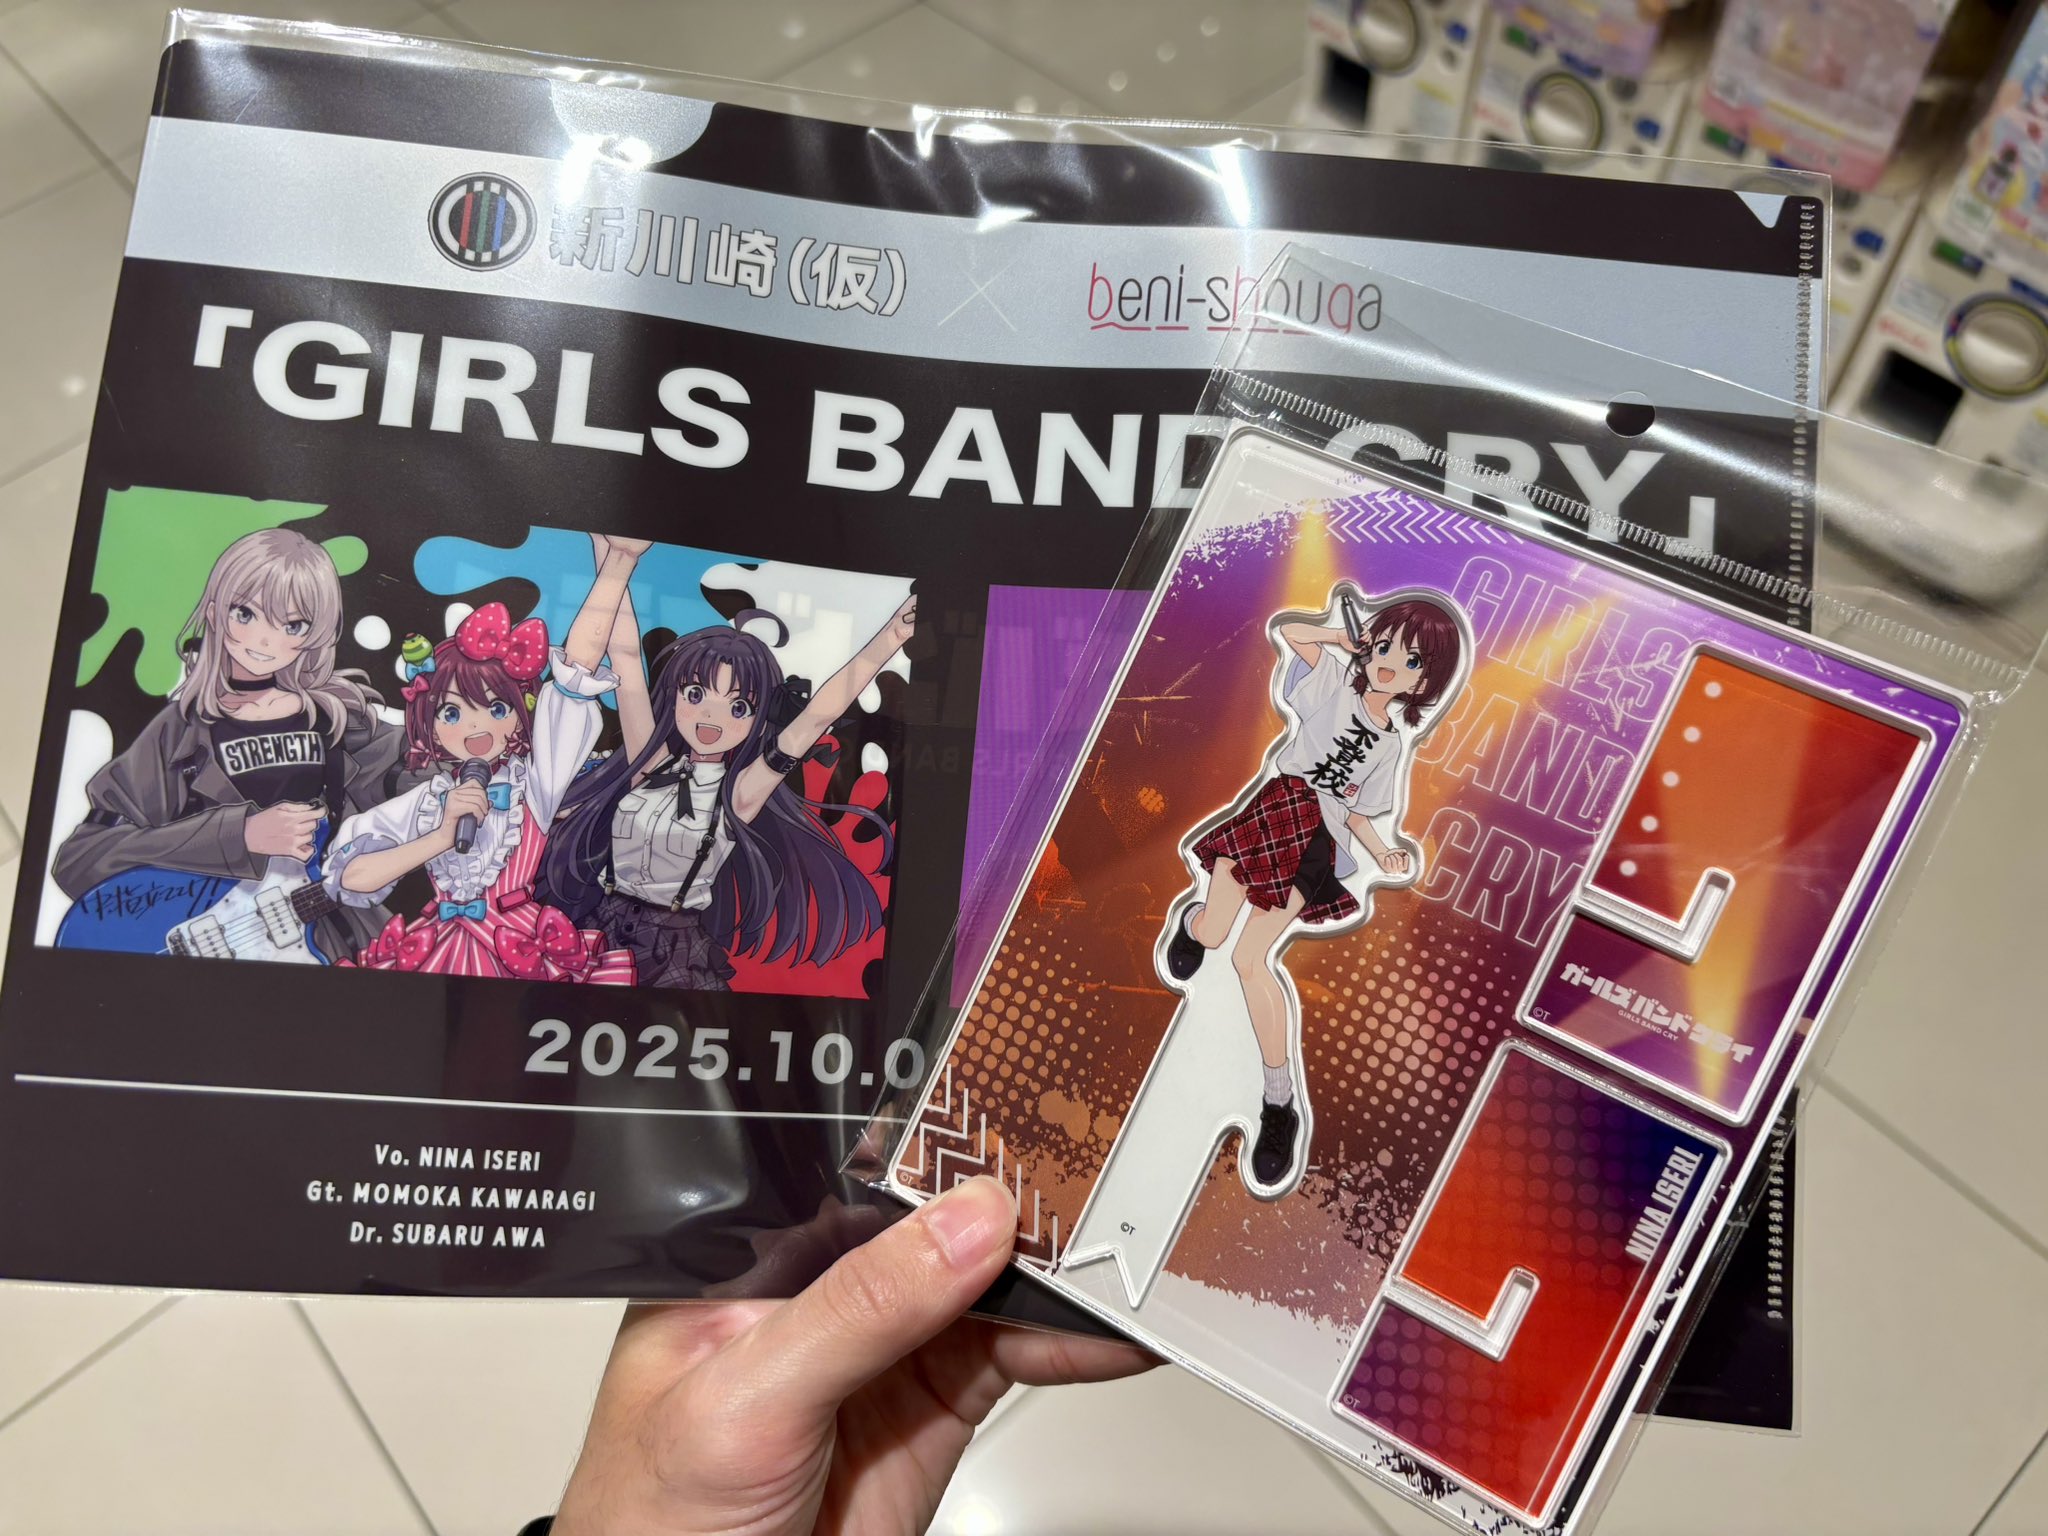 新川崎(仮) × beni-shouga
「GIRLS BAND CRY」
STRENGTH
2025.10.0
Vo. NINA ISERI
Gt. MOMOKA KAWARAGI
Dr. SUBARU AWA
GIRLS
BAND
CRY
不登校
ガールズバンドクライ
GIRLS BAND CRY
©T
NINA ISERI
©T
©T
©T